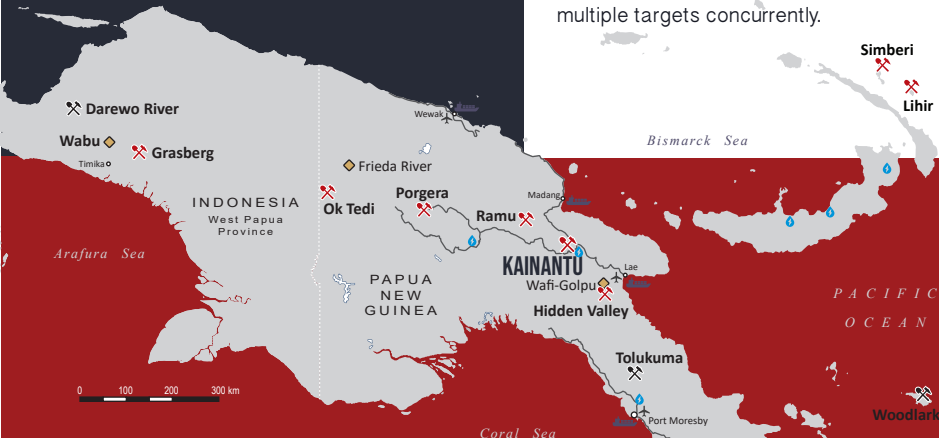 multiple targets concurrently.
Simberi
Lihir
Darewo River
Wewak
Bismarck Sea
Wabu
Grasberg
Timika
Frieda River
INDONESIA
West Papua
Province
Ok Tedi
Porgera
Madang
Ramu
Arafura Sea
KAINANTU
Lae
PAPUA
NEW
GUINEA
Wafi-Golpu
Hidden Valley
PACIFIC
OCEAN
Tolukuma
0 100 200 300 km
Woodlark
Port Moresby
Coral Sea